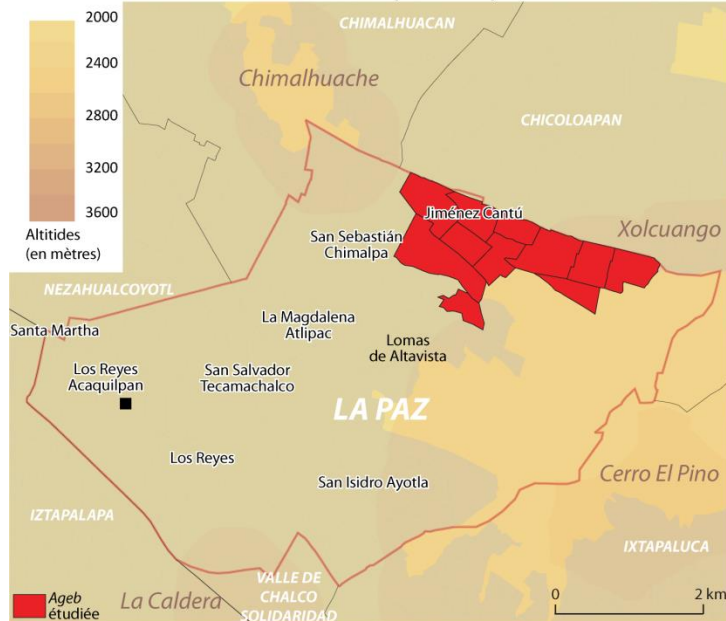 2000
2400
2800
3200
3600
Altitides
(en mètres)
CHIMALHUACAN
Chimalhuache
CHICOLOAPAN
Jiménez Cantú
Xolcuango
San Sebastián
Chimalpa
NEZAHUALCOYOTL
Santa Martha
La Magdalena
Atlipac
Lomas
de Altavista
Los Reyes
Acaquilpan
San Salvador
Tecamachalco
LA PAZ
Los Reyes
San Isidro Ayotla
Cerro El Pino
IZTAPALAPA
IXTAPALUCA
La Caldera
VALLE DE
CHALCO
SOLIDARIDAD
Ageb
étudiée
0 2 km